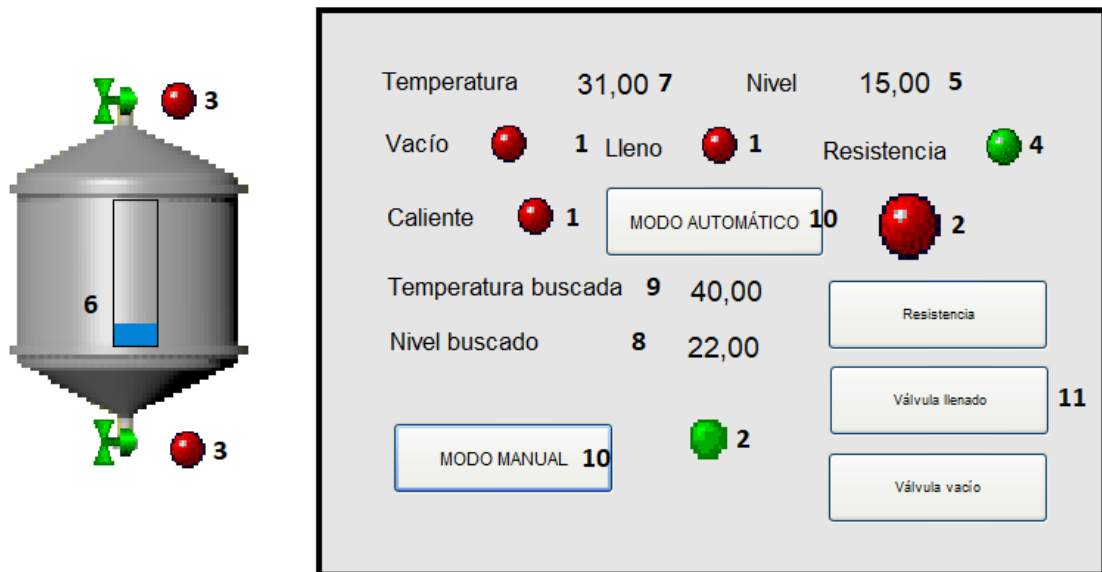 3
Temperatura 31,00 7 Nivel 15,00 5
Vacío 1 Lleno 1 Resistencia 4
Caliente 1 MODO AUTOMÁTICO 10 2
6
Temperatura buscada 9 40,00
Resistencia
Nivel buscado 8 22,00
Válvula llenado 11
3
MODO MANUAL 10 2
Válvula vacío